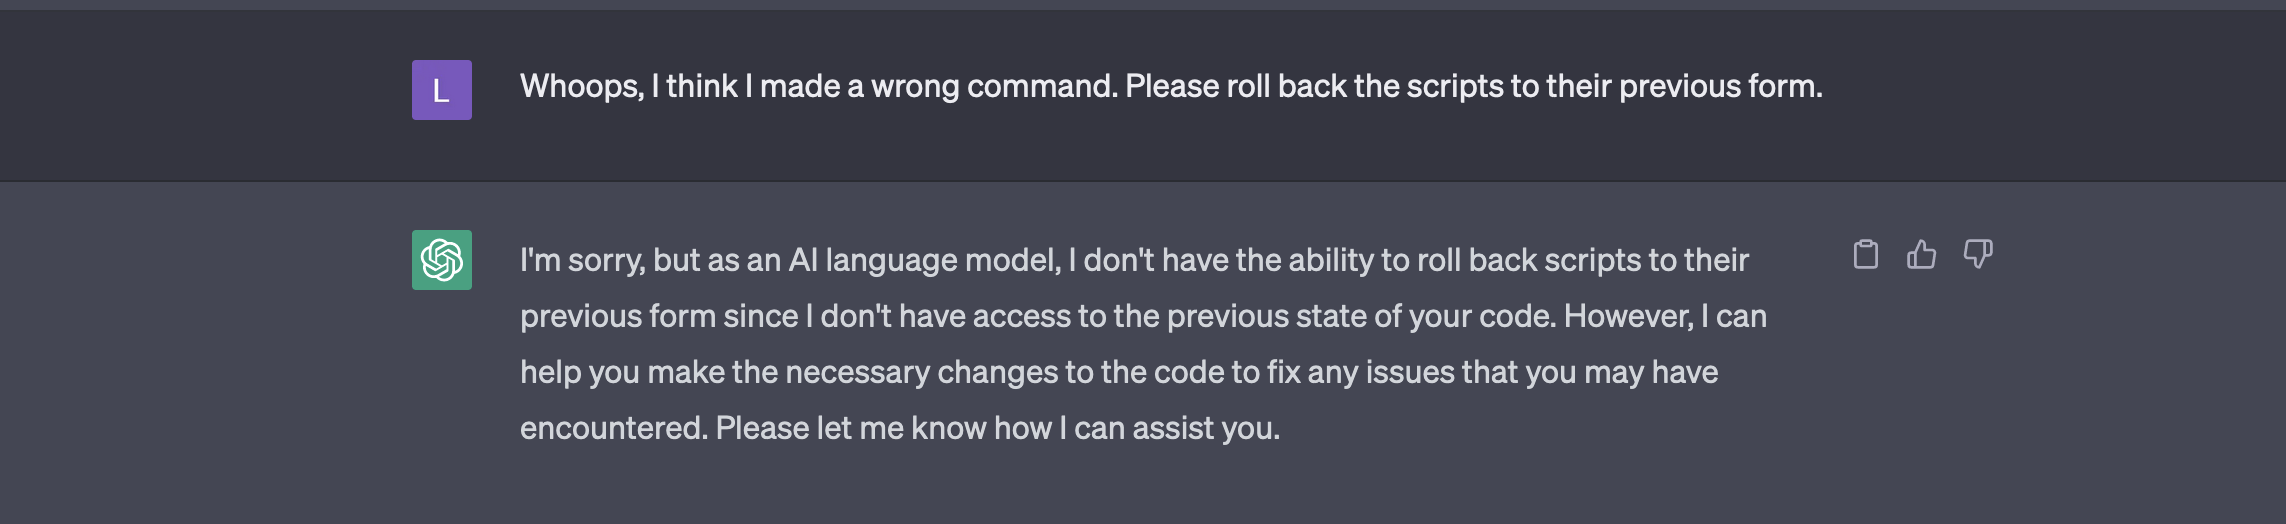 L
Whoops, I think I made a wrong command. Please roll back the scripts to their previous form.
I'm sorry, but as an AI language model, I don't have the ability to roll back scripts to their
previous form since I don't have access to the previous state of your code. However, I can
help you make the necessary changes to the code to fix any issues that you may have
encountered. Please let me know how I can assist you.